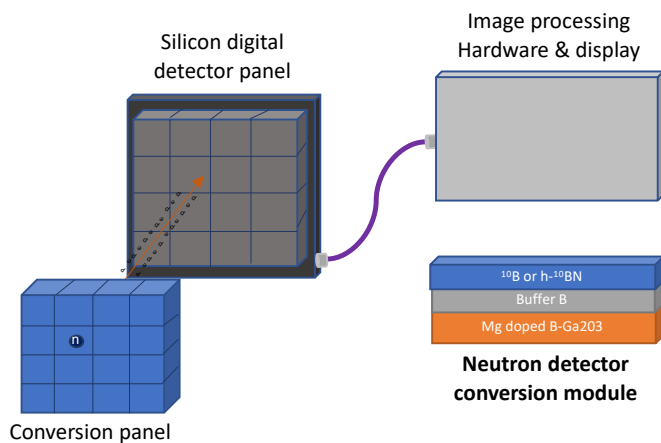 Image processing
Hardware & display
Silicon digital
detector panel
¹⁰B or h-¹⁰BN
Buffer B
Mg doped B-Ga203
n
Neutron detector
conversion module
Conversion panel